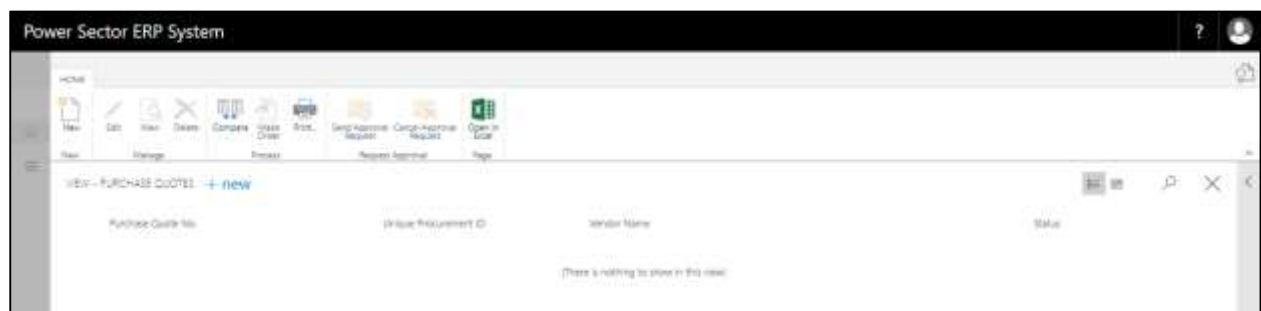 Power Sector ERP System ?
HOME
New Edit View Delete Compare Make Order Print... Send Approval Request Cancel Approval Request Open in Excel
New Manage Process Request Approval Page
VIEW - PURCHASE QUOTES + new
Purchase Quote No. Unique Procurement ID Vendor Name Status
(There is nothing to show in this view)